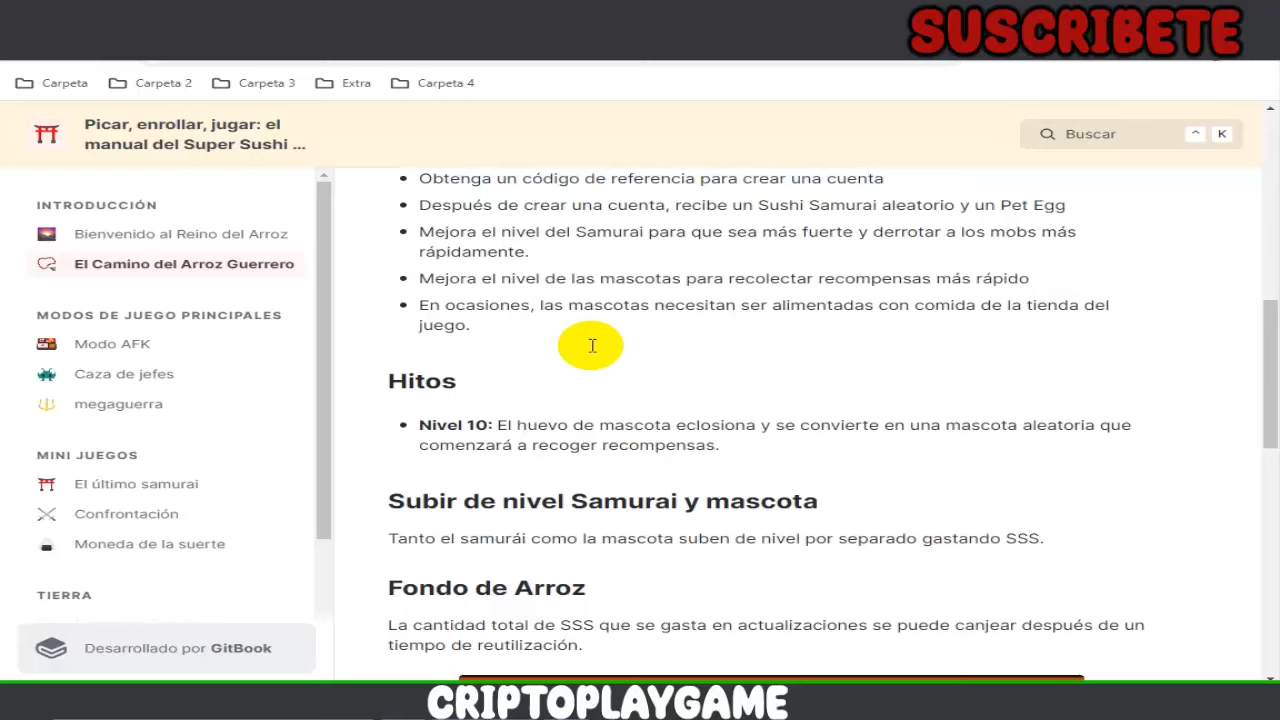 SUSCRIBETE
Carpeta
Carpeta 2
Carpeta 3
Extra
Carpeta 4
Picar, enrollar, jugar: el
manual del Super Sushi ...
Buscar
^
K
INTRODUCCIÓN
Bienvenido al Reino del Arroz
El Camino del Arroz Guerrero
MODOS DE JUEGO PRINCIPALES
Modo AFK
Caza de jefes
megaguerra
MINI JUEGOS
El último samurai
Confrontación
Moneda de la suerte
TIERRA
Desarrollado por GitBook
• Obtenga un código de referencia para crear una cuenta
• Después de crear una cuenta, recibe un Sushi Samurai aleatorio y un Pet Egg
• Mejora el nivel del Samurai para que sea más fuerte y derrotar a los mobs más
rápidamente.
• Mejora el nivel de las mascotas para recolectar recompensas más rápido
• En ocasiones, las mascotas necesitan ser alimentadas con comida de la tienda del
juego.
Hitos
• Nivel 10: El huevo de mascota eclosiona y se convierte en una mascota aleatoria que
comenzará a recoger recompensas.
Subir de nivel Samurai y mascota
Tanto el samurái como la mascota suben de nivel por separado gastando SSS.
Fondo de Arroz
La cantidad total de SSS que se gasta en actualizaciones se puede canjear después de un
tiempo de reutilización.
CRIPTOPLAYGAME